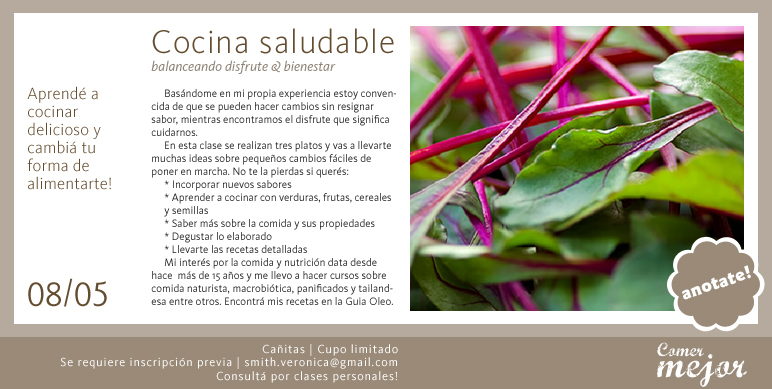 Cocina saludable
balanceando disfrute & bienestar
Aprendé a
cocinar
delicioso y
cambiá tu
forma de
alimentarte!
08/05
Basándome en mi propia experiencia estoy conven-
cida de que se pueden hacer cambios sin resignar
sabor, mientras encontramos el disfrute que significa
cuidarnos.
En esta clase se realizan tres platos y vas a llevarte
muchas ideas sobre pequeños cambios fáciles de
poner en marcha. No te la pierdas si querés:
* Incorporar nuevos sabores
* Aprender a cocinar con verduras, frutas, cereales
y semillas
* Saber más sobre la comida y sus propiedades
* Degustar lo elaborado
* Llevarte las recetas detalladas
Mi interés por la comida y nutrición data desde
hace más de 15 años y me llevo a hacer cursos sobre
comida naturista, macrobiótica, panificados y tailand-
esa entre otros. Encontrá mis recetas en la Guia Oleo.
anotate!
Cañitas | Cupo limitado
Se requiere inscripción previa | smith.veronica@gmail.com
Consultá por clases personales!
Comer
mejor